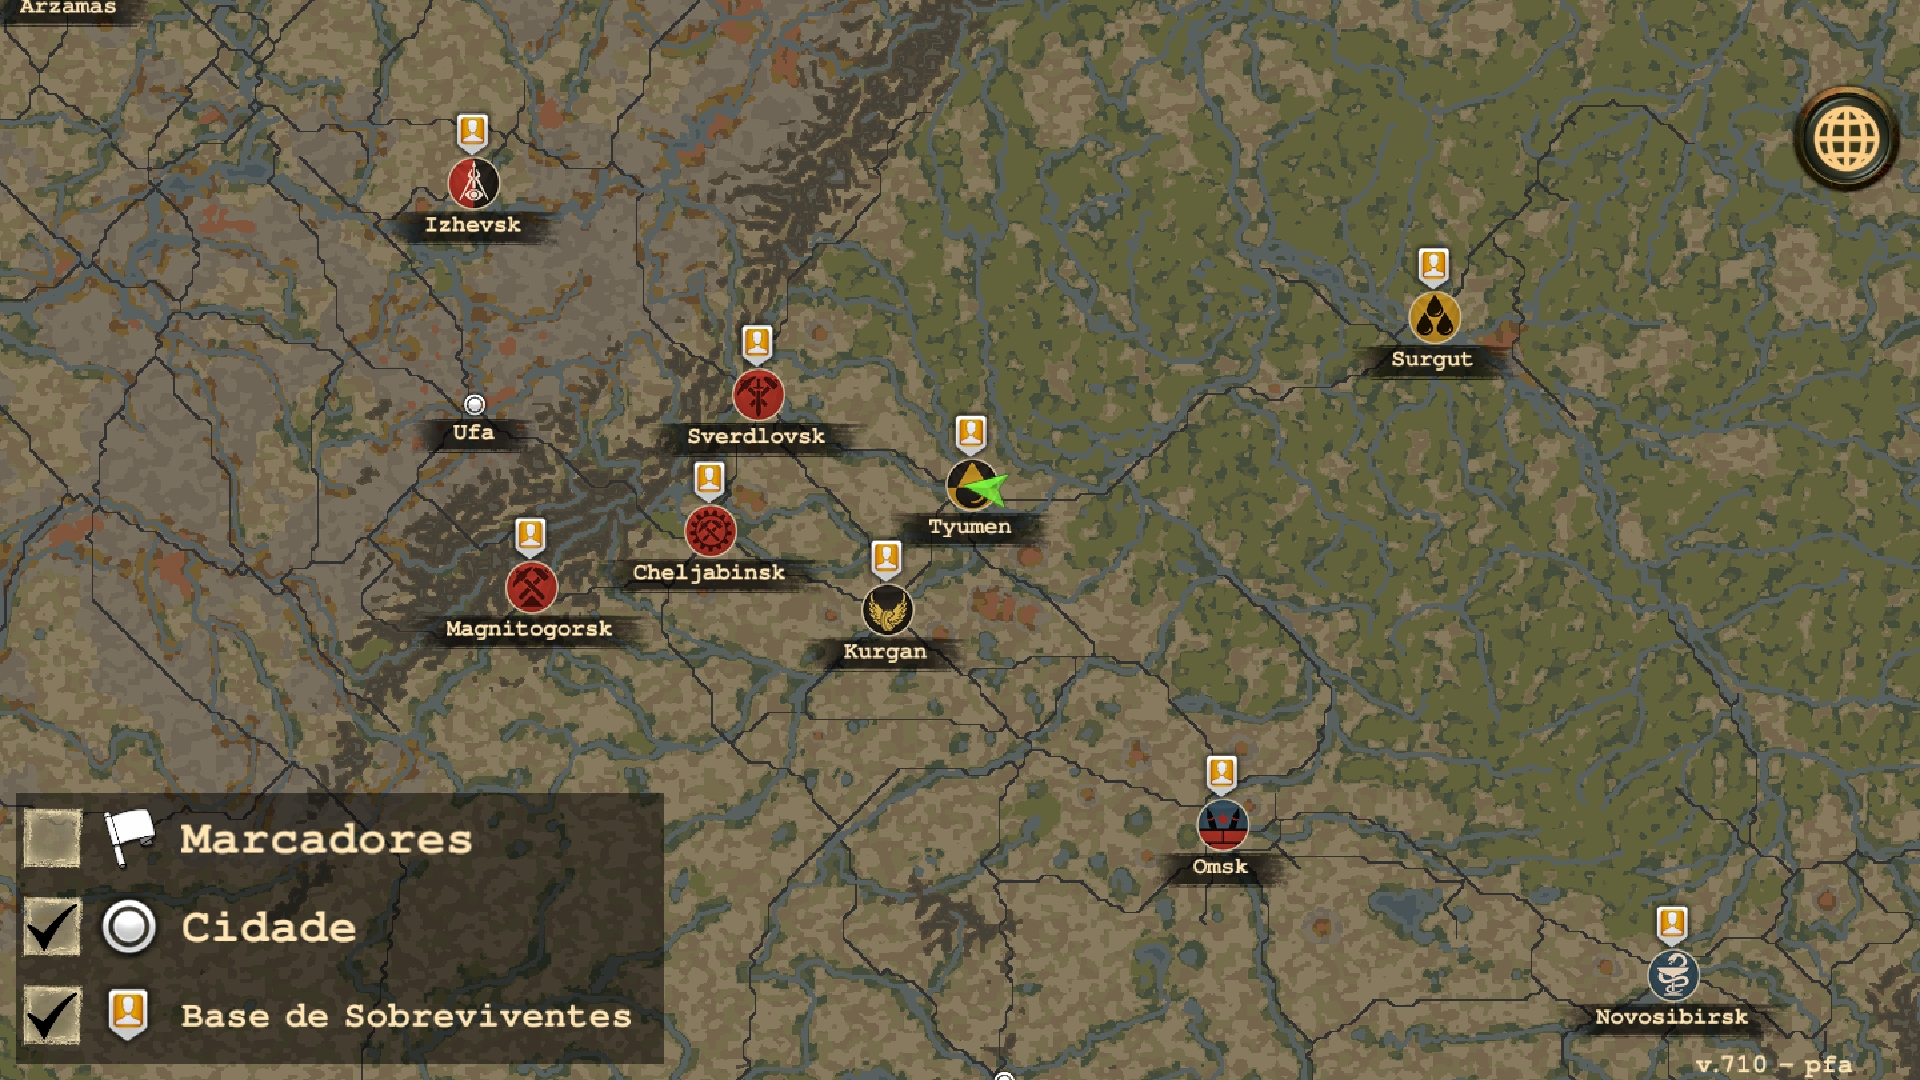 Arzamas
Izhevsk
Surgut
Ufa
Sverdlovsk
Tyumen
Cheljabinsk
Magnitogorsk
Kurgan
Omsk
Novosibirsk
Marcadores
Cidade
Base de Sobreviventes
v.710 - pfa